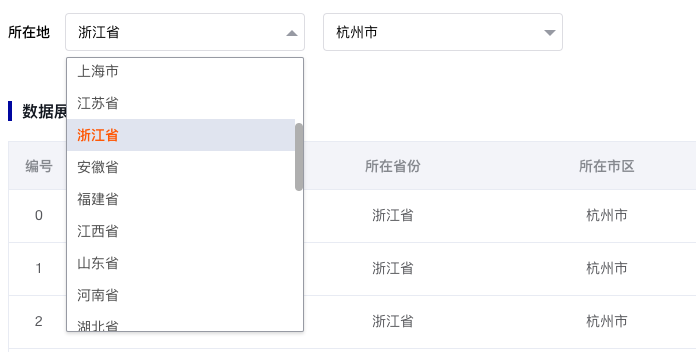 所在地 浙江省 杭州市
上海市
江苏省
浙江省
安徽省
福建省
江西省
山东省
河南省
湖北省
数据展
编号 所在省份 所在市区
0 浙江省 杭州市
1 浙江省 杭州市
2 浙江省 杭州市